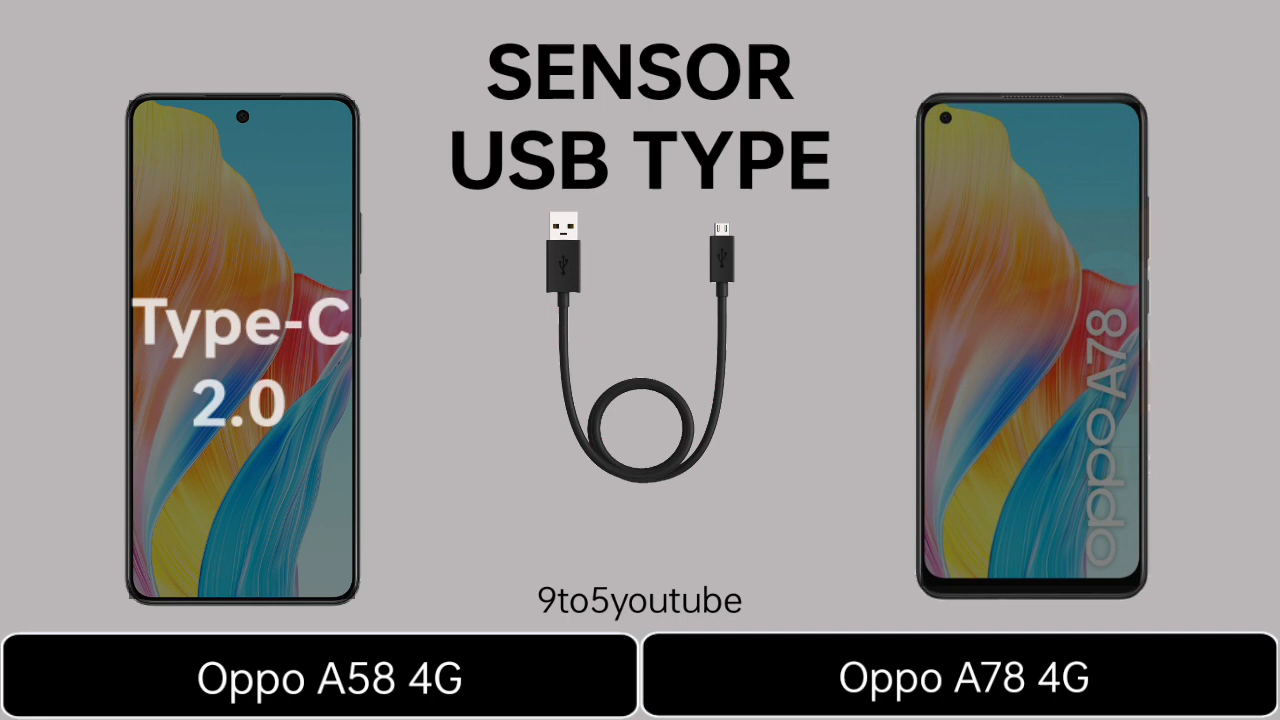 SENSOR
USB TYPE
Type-C
2.0
oppo A78
9to5youtube
Oppo A58 4G
Oppo A78 4G